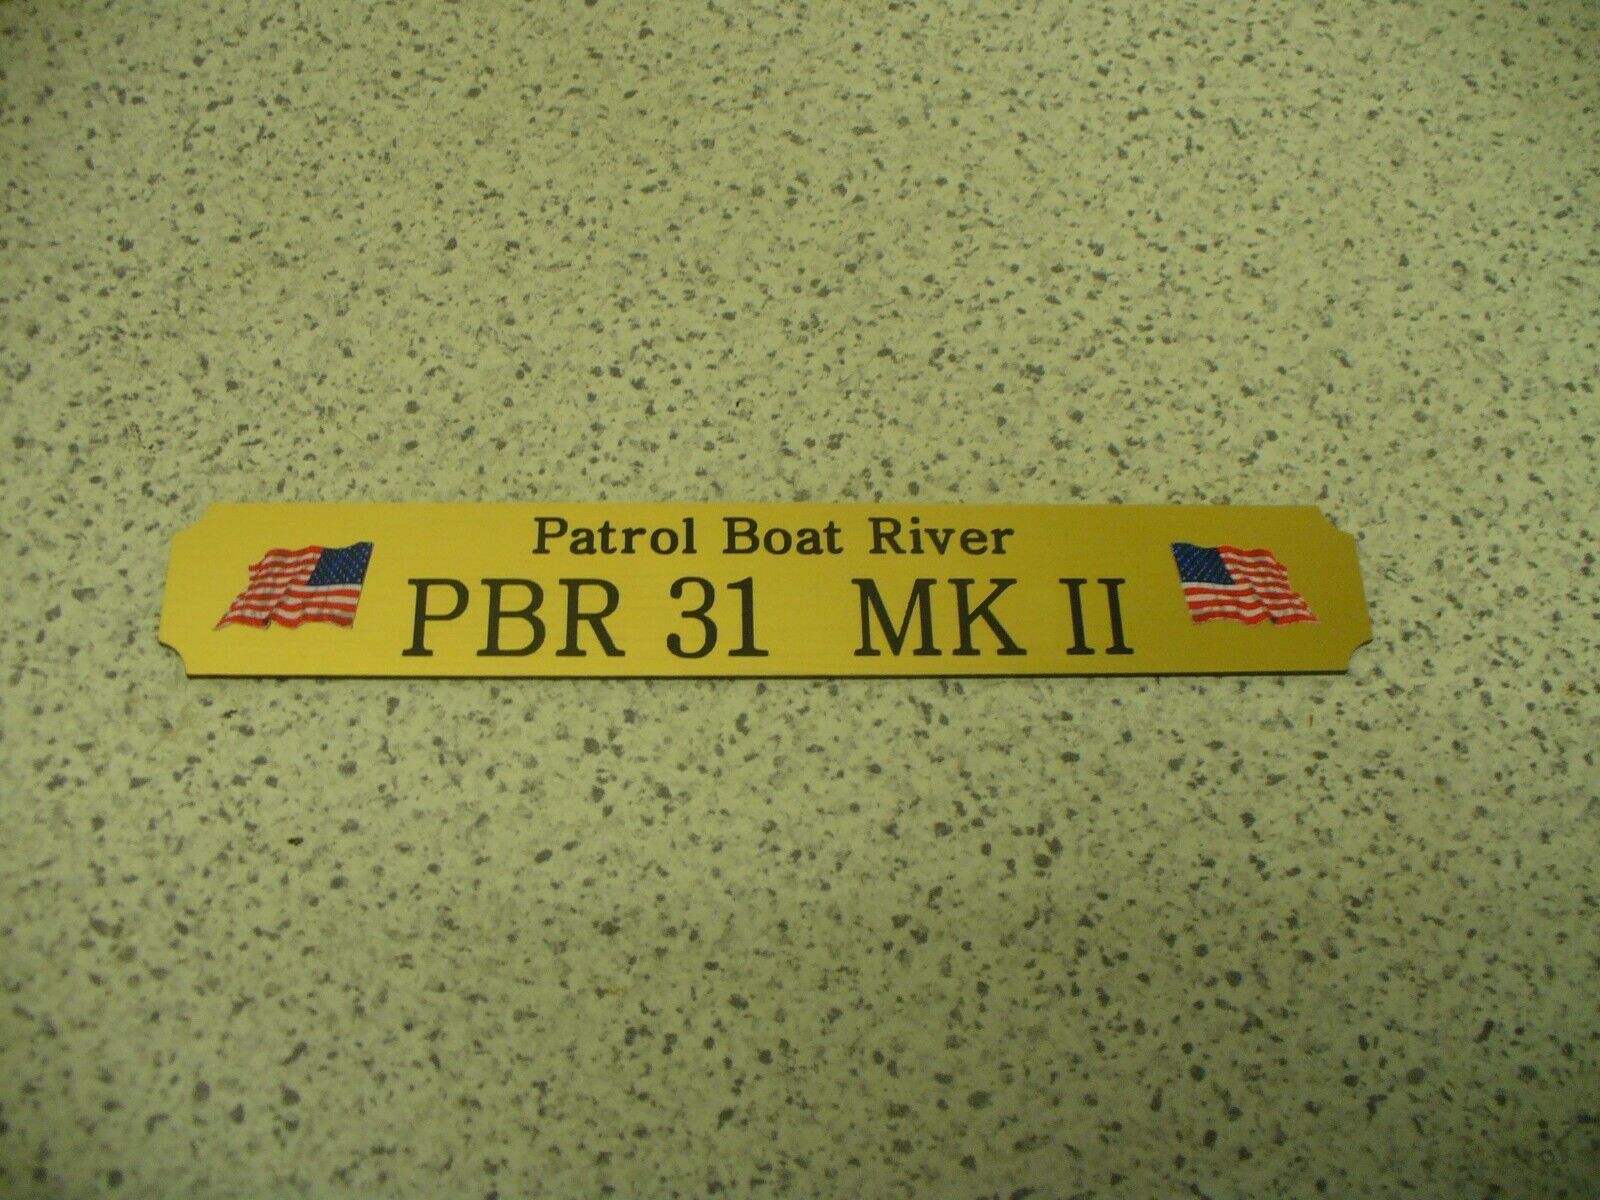 Patrol Boat River
PBR 31 MK II